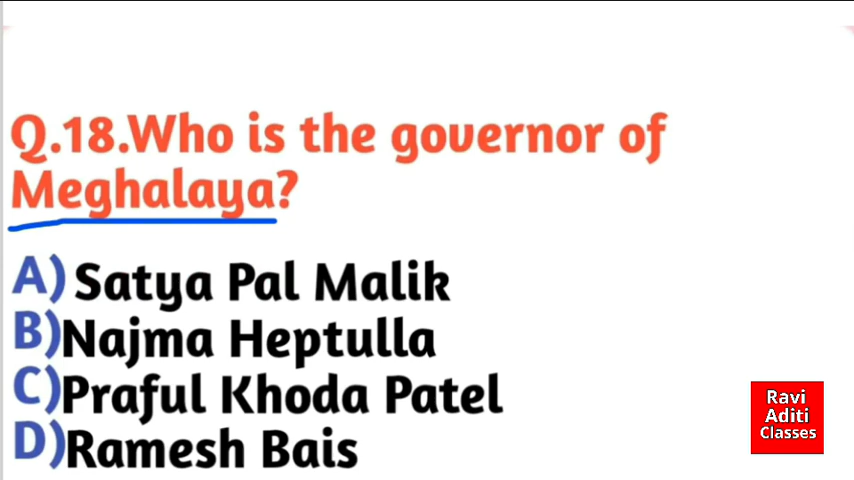 Q.18.Who is the governor of
Meghalaya?
A) Satya Pal Malik
B)Najma Heptulla
C)Praful Khoda Patel
D)Ramesh Bais
Ravi
Aditi
Classes